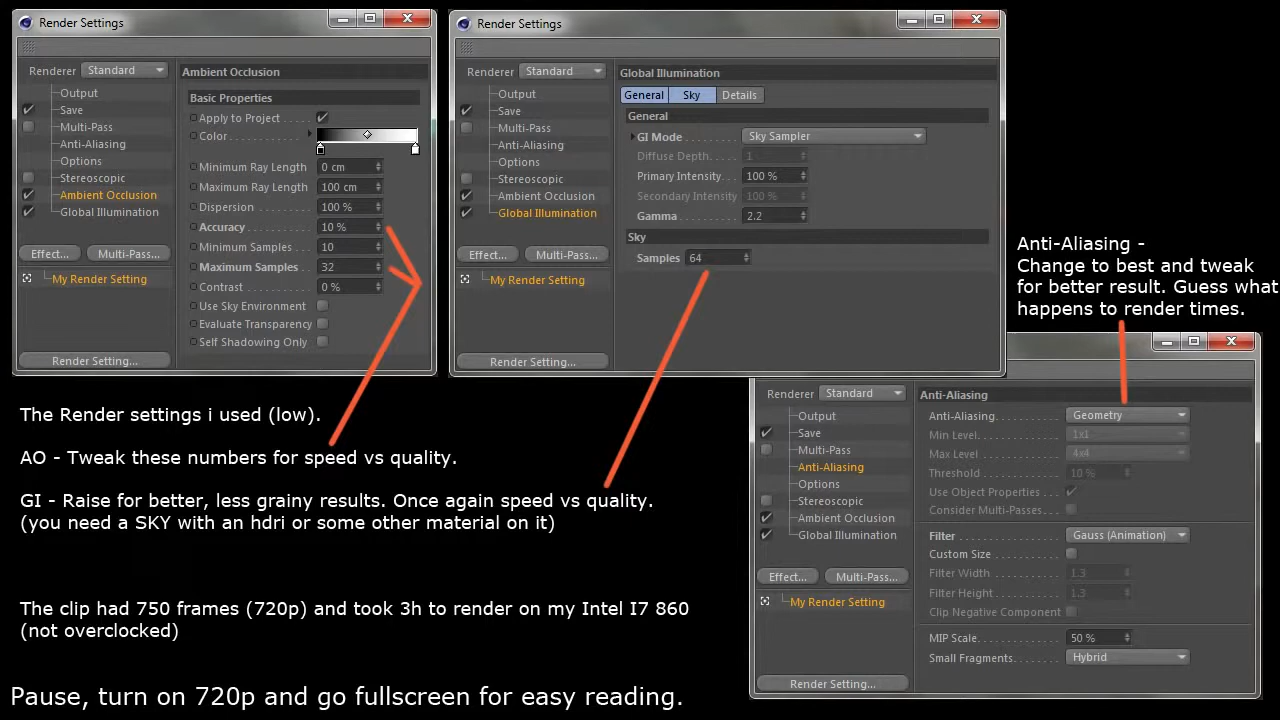 Render Settings
Renderer Standard
Output
Save
Multi-Pass
Anti-Aliasing
Options
Stereoscopic
Ambient Occlusion
Global Illumination
Effect...
Multi-Pass...
My Render Setting
Render Setting...
Ambient Occlusion
Basic Properties
Apply to Project
Color
Minimum Ray Length 0 cm
Maximum Ray Length 100 cm
Dispersion 100 %
Accuracy 10 %
Minimum Samples 10
Maximum Samples 32
Contrast 0 %
Use Sky Environment
Evaluate Transparency
Self Shadowing Only
Render Settings
Renderer Standard
Output
Save
Multi-Pass
Anti-Aliasing
Options
Stereoscopic
Ambient Occlusion
Global Illumination
Effect...
Multi-Pass...
My Render Setting
Render Setting...
Global Illumination
General Sky Details
General
GI Mode Sky Sampler
Diffuse Depth. 1
Primary Intensity 100 %
Secondary Intensity 100 %
Gamma 2.2
Sky
Samples 64
Anti-Aliasing -
Change to best and tweak
for better result. Guess what
happens to render times.
Renderer Standard
Output
Save
Multi-Pass
Anti-Aliasing
Options
Stereoscopic
Ambient Occlusion
Global Illumination
Effect...
Multi-Pass...
My Render Setting
Render Setting...
Anti-Aliasing
Anti-Aliasing Geometry
Min Level 1x1
Max Level 4x4
Threshold 10 %
Use Object Properties
Consider Multi-Passes
Filter Gauss (Animation)
Custom Size
Filter Width 1.3
Filter Height 1.3
Clip Negative Component
MIP Scale 50 %
Small Fragments Hybrid
The Render settings i used (low).
AO - Tweak these numbers for speed vs quality.
GI - Raise for better, less grainy results. Once again speed vs quality.
(you need a SKY with an hdri or some other material on it)
The clip had 750 frames (720p) and took 3h to render on my Intel I7 860
(not overclocked)
Pause, turn on 720p and go fullscreen for easy reading.